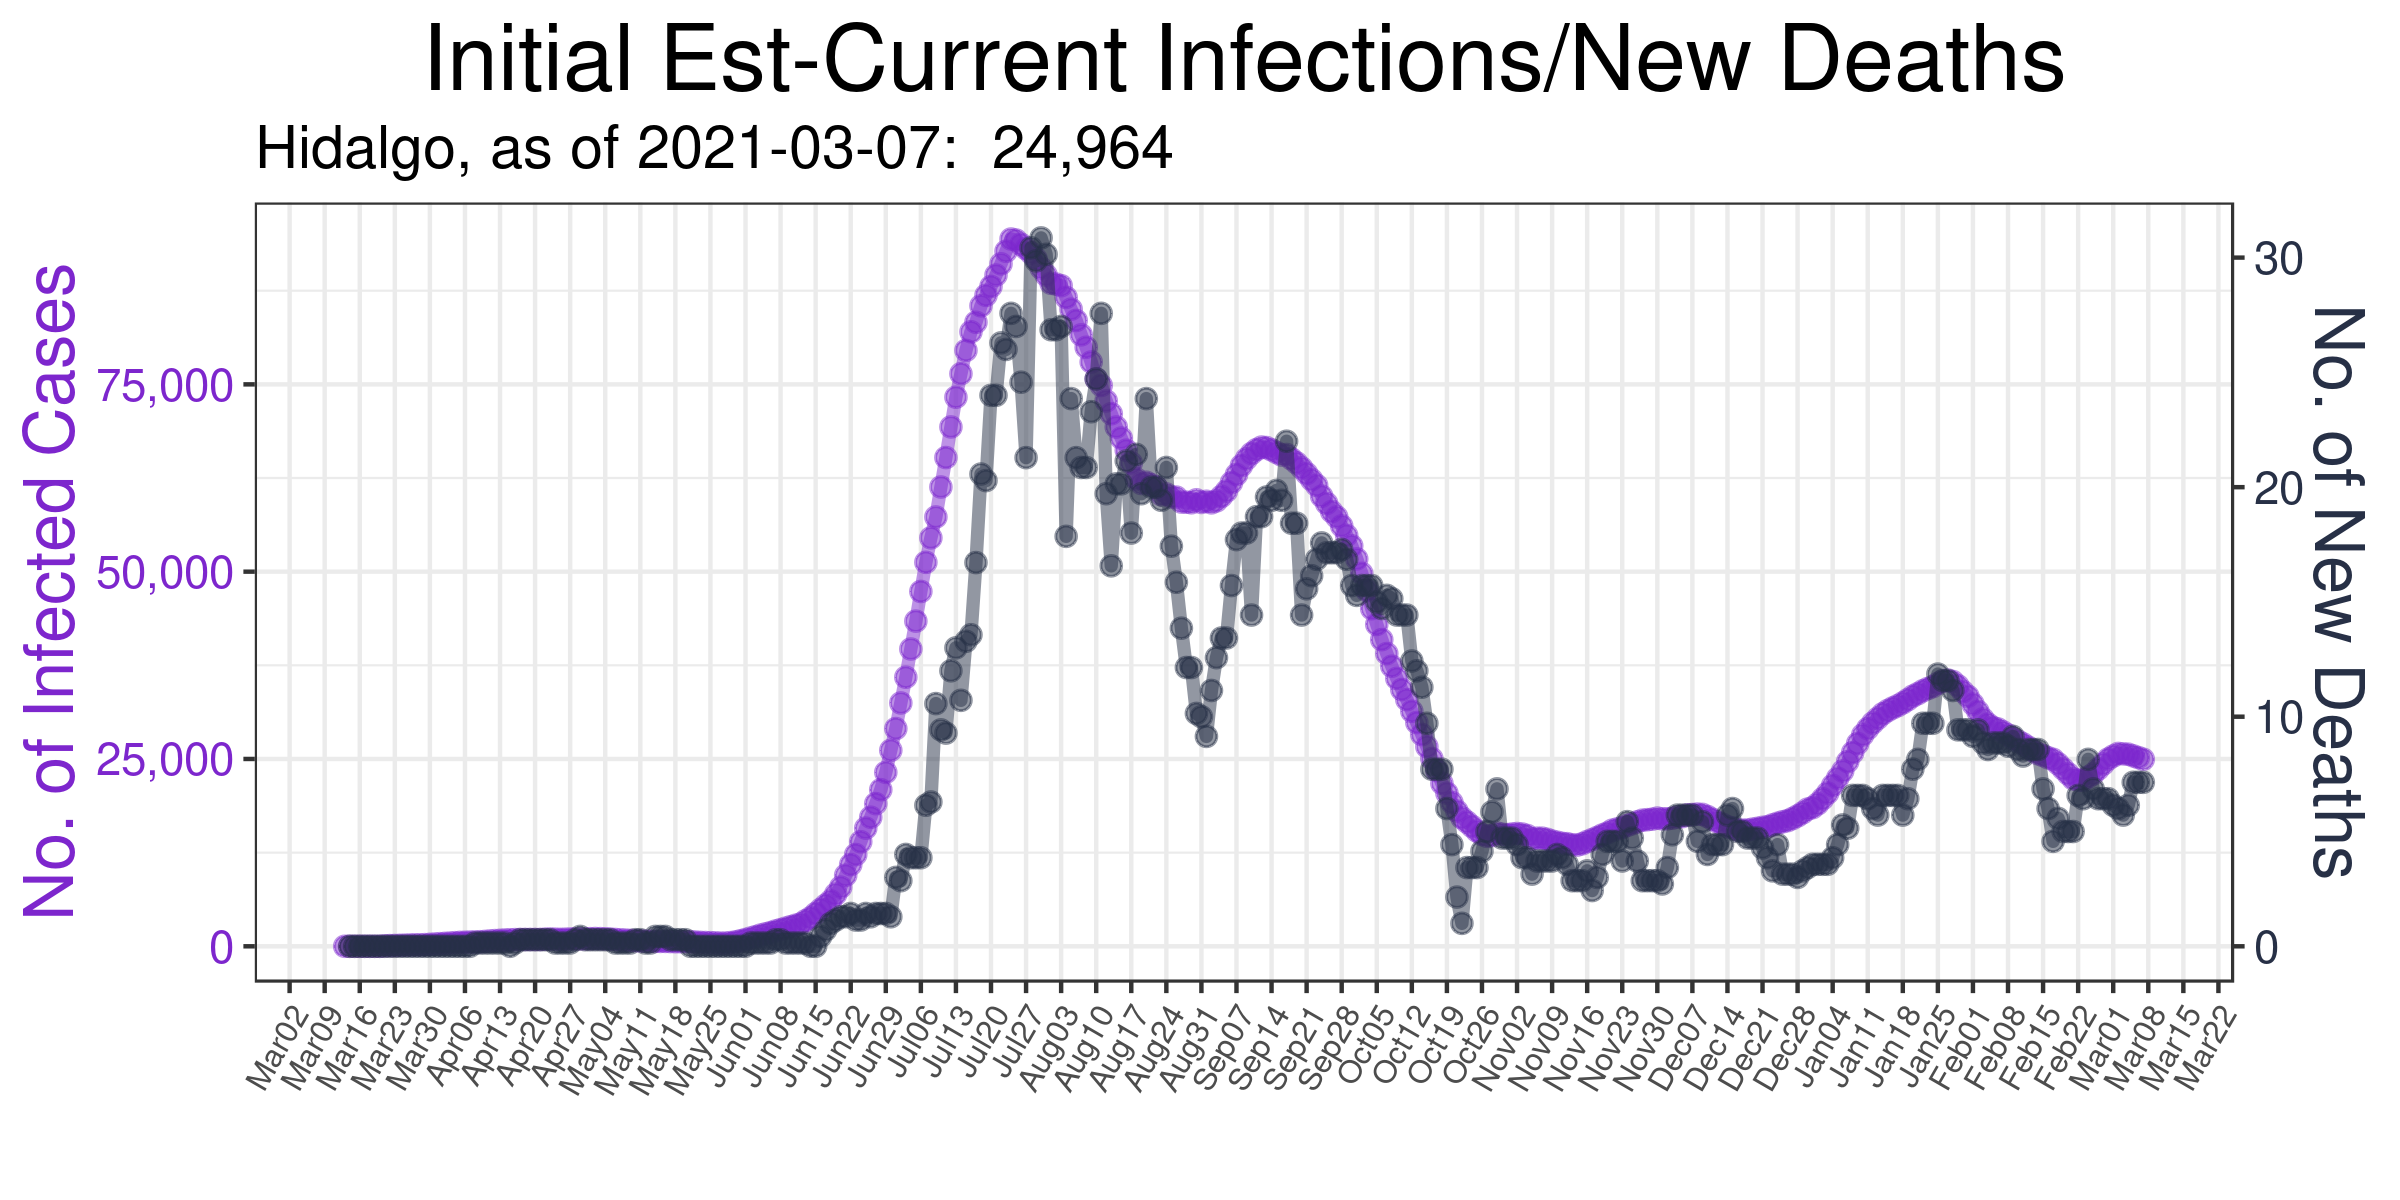 Initial Est-Current Infections/New Deaths
Hidalgo, as of 2021-03-07:  24,964
No. of Infected Cases
75,000
50,000
25,000
0
30
20
10
0
No. of New Deaths
Mar02
Mar09
Mar16
Mar23
Mar30
Apr06
Apr13
Apr20
Apr27
May04
May11
May18
May25
Jun01
Jun08
Jun15
Jun22
Jun29
Jul06
Jul13
Jul20
Jul27
Aug03
Aug10
Aug17
Aug24
Aug31
Sep07
Sep14
Sep21
Sep28
Oct05
Oct12
Oct19
Oct26
Nov02
Nov09
Nov16
Nov23
Nov30
Dec07
Dec14
Dec21
Dec28
Dec04
Jan11
Jan18
Jan25
Feb01
Feb08
Feb15
Feb22
Mar01
Mar08
Mar15
Mar22